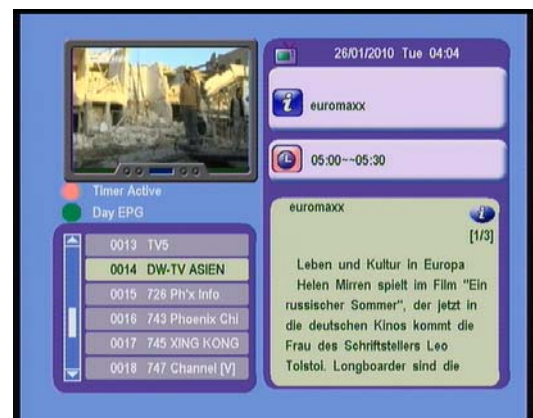 26/01/2010 Tue 04:04
euromaxx
05:00~~05:30
Timer Active
Day EPG
0013 TV5
0014 DW-TV ASIEN
0015 726 Ph'x Info
0016 743 Phoenix Chl
0017 745 XING KONG
0018 747 Channel [V]
euromaxx
[1/3]
Leben und Kultur in Europa
Helen Mirren spielt im Film "Ein
russischer Sommer", der jetzt in
die deutschen Kinos kommt die
Frau des Schriftstellers Leo
Tolstoi. Longboarder sind die